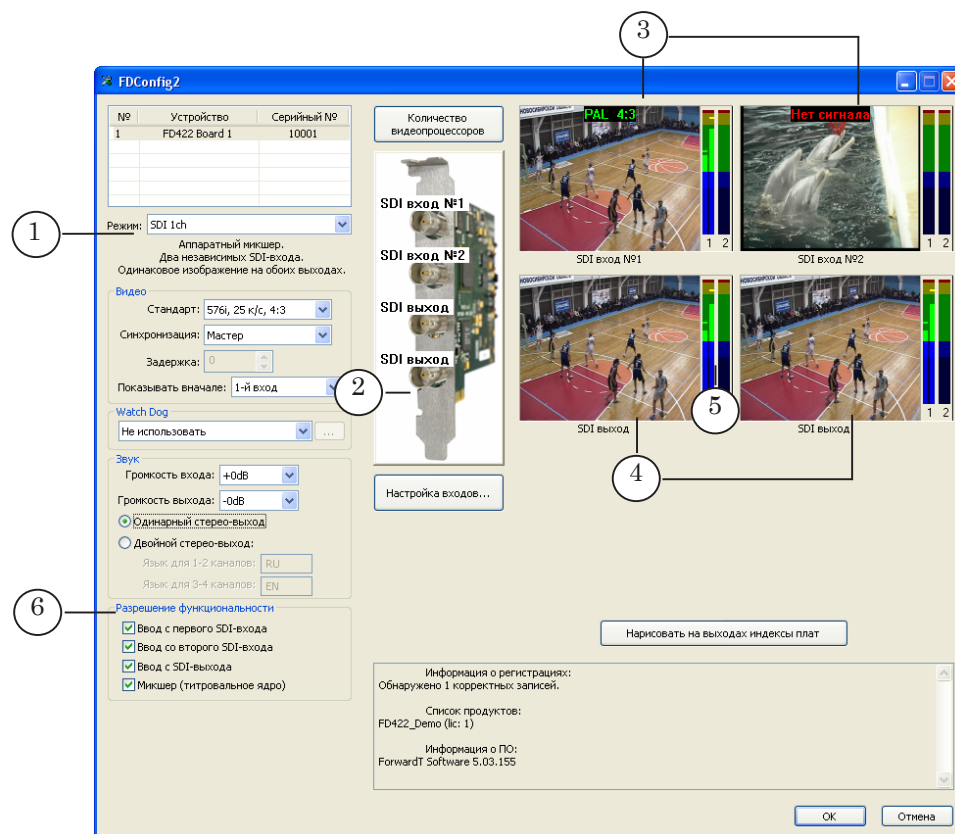 3
FDConfig2
№ Устройство Серийный №
1 FD422 Board 1 10001
Режим: SDI 1ch
1
Аппаратный микшер.
Два независимых SDI-входа.
Одинаковое изображение на обоих выходах.
Видео
Стандарт: 576i, 25 к/с, 4:3
Синхронизация: Мастер
Задержка: 0
Показывать вначале: 1-й вход
Watch Dog
Не использовать ...
Звук
Громкость входа: +0dB
Громкость выхода: -0dB
Одинарный стерео-выход
Двойной стерео-выход:
Язык для 1-2 каналов: RU
Язык для 3-4 каналов: EN
6
Разрешение функциональности
Ввод с первого SDI-входа
Ввод со второго SDI-входа
Ввод с SDI-выхода
Микшер (титровальное ядро)
Количество
видеопроцессоров
SDI вход №1
SDI вход №2
SDI выход
SDI выход
2
Настройка входов...
PAL 4:3
1 2
SDI вход №1
Нет сигнала
1 2
SDI вход №2
SDI выход
5
1 2
SDI выход
4
Нарисовать на выходах индексы плат
Информация о регистрациях:
Обнаружено 1 корректных записей.
Список продуктов:
FD422_Demo (lic: 1)
Информация о ПО:
ForwardT Software 5.03.155
OK Отмена